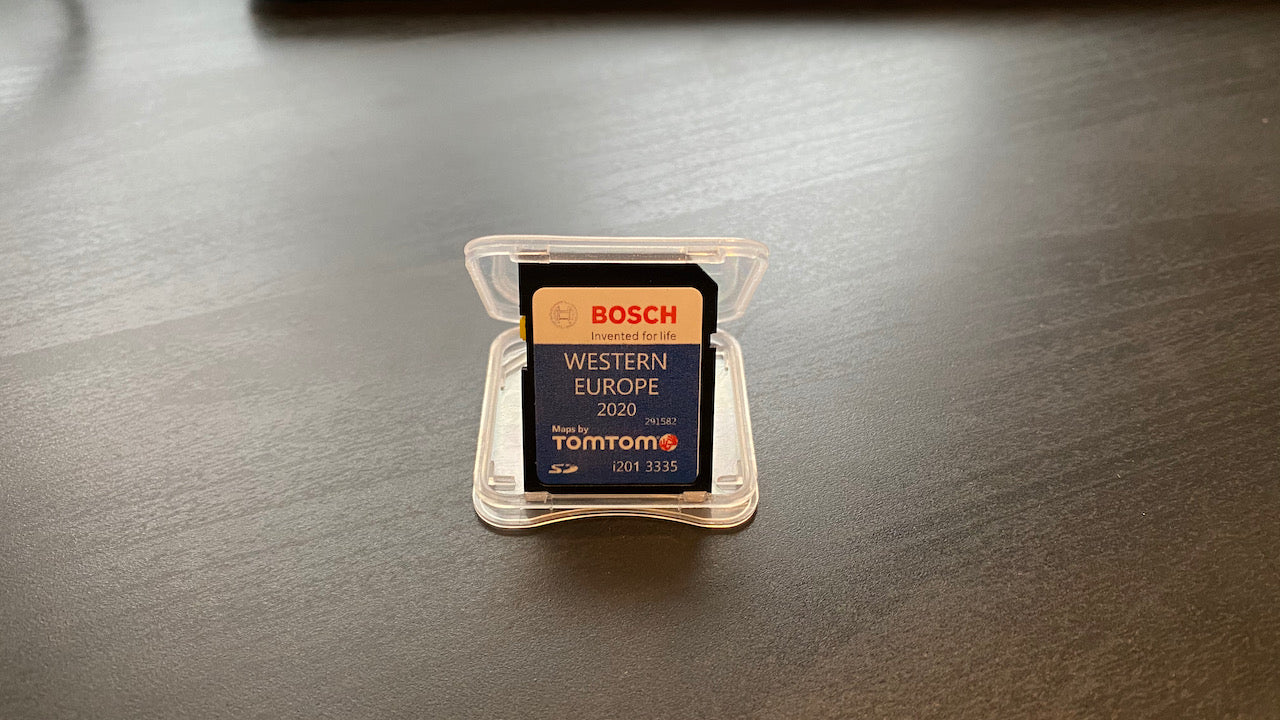 BOSCH
Invented for life
WESTERN
EUROPE
2020
291582
Maps by
TOMTOM
SD
i201 3335